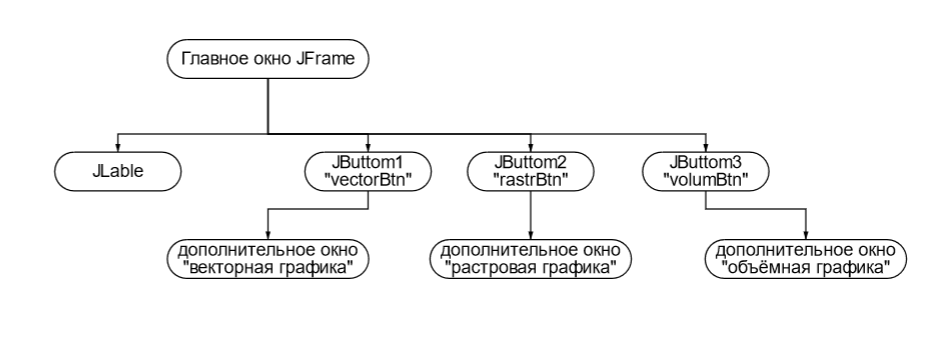 Главное окно JFrame
JLable
JButtom1
"vectorBtn"
JButtom2
"rastrBtn"
JButtom3
"volumBtn"
дополнительное окно
"векторная графика"
дополнительное окно
"растровая графика"
дополнительное окно
"объёмная графика"